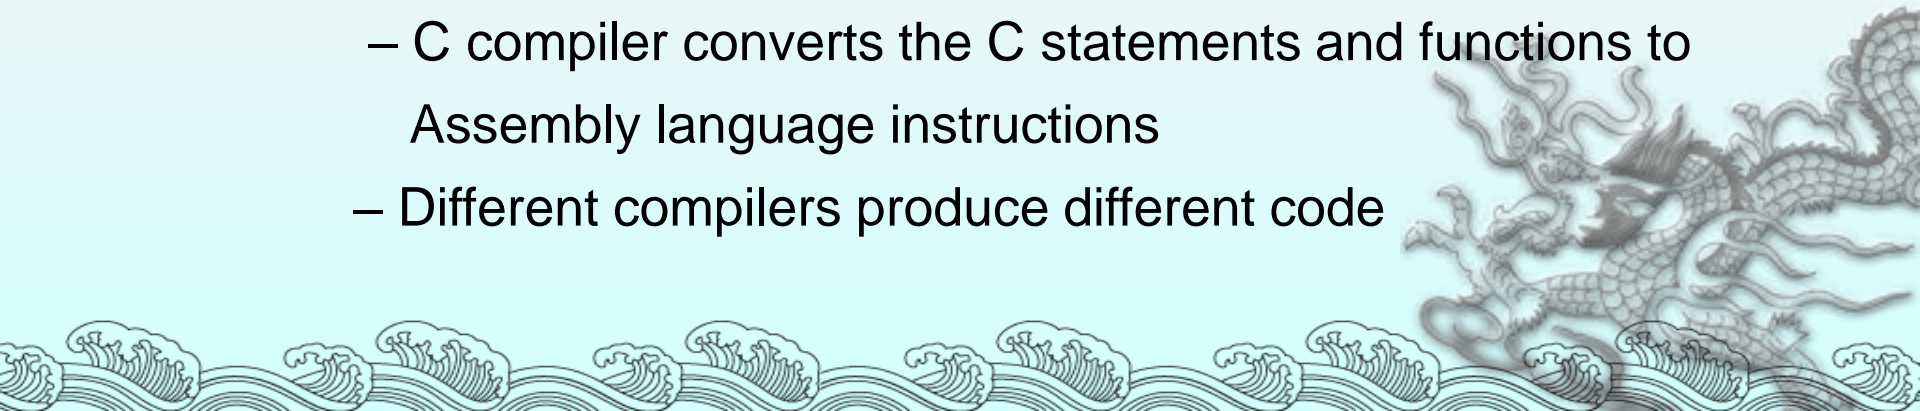 – C compiler converts the C statements and functions to
Assembly language instructions
– Different compilers produce different code